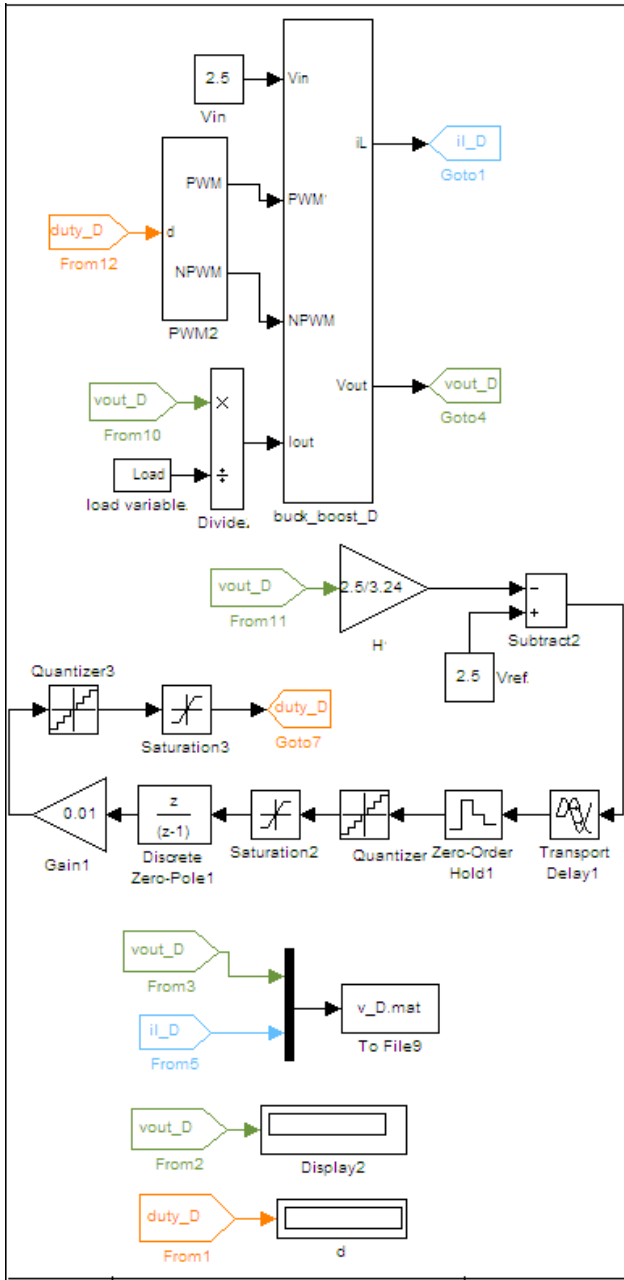 2.5
Vin
Vin
iL
il_D
Goto1
PWM
PWM'
duty_D
d
From12
NPWM
NPWM
PWM2
Vout
vout_D
Goto4
vout_D
×
From10
Iout
Load
÷
load variable.
Divide.
buck_boost_D
vout_D
From11
2.5/3.24
H'
−
+
Subtract2
2.5
Vref.
Quantizer3
duty_D
Saturation3
Goto7
0.01
Gain1
z
(z-1)
Discrete
Zero-Pole1
Saturation2
Quantizer
Zero-Order
Hold1
Transport
Delay1
vout_D
From3
il_D
From5
v_D.mat
To File9
vout_D
From2
Display2
duty_D
From1
d